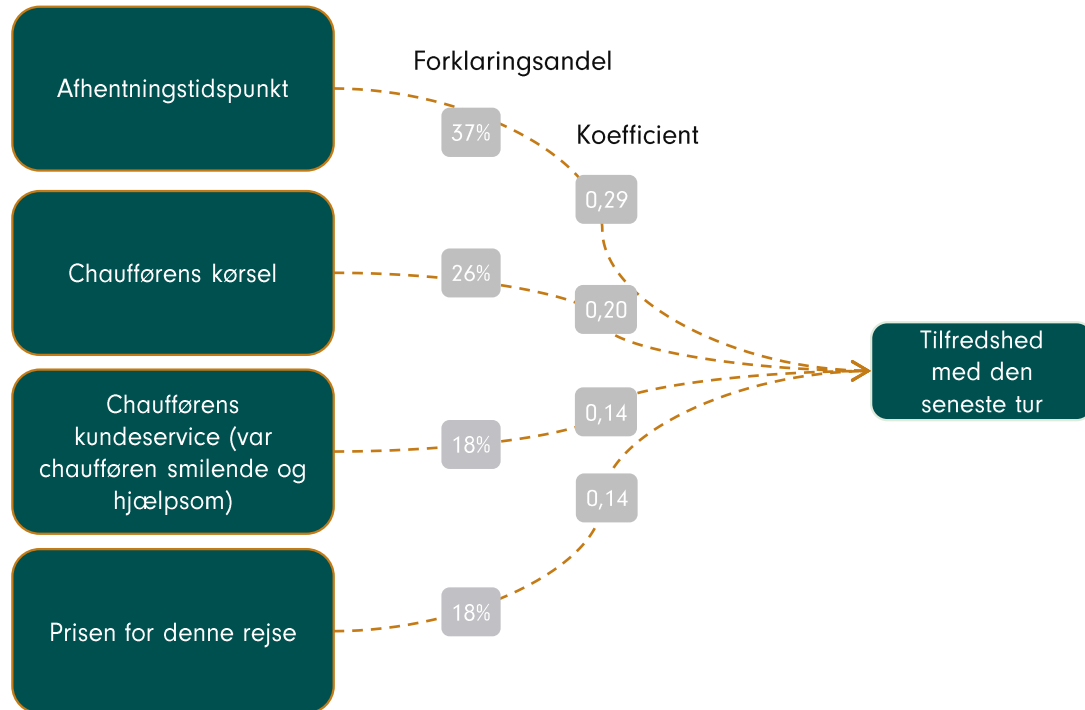 Afhentningstidspunkt
Forklaringsandel
37%
Koefficient
0,29
Chaufførens kørsel
26%
0,20
Tilfredshed
med den
seneste tur
Chaufførens
kundeservice (var
chaufføren smilende og
hjælpsom)
18%
0,14
Prisen for denne rejse
18%
0,14